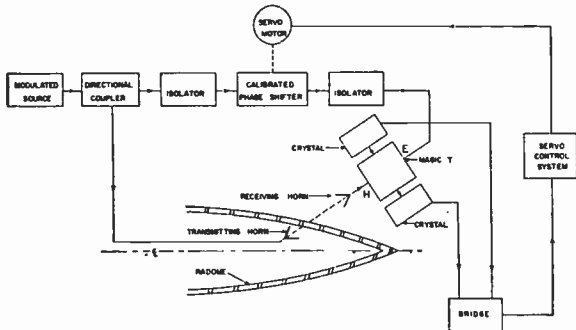 SERVO
MOTOR
MODULATED
SOURCE
DIRECTIONAL
COUPLER
ISOLATOR
CALIBRATED
PHASE SHIFTER
ISOLATOR
CRYSTAL
E
MAGIC T
SERVO
CONTROL
SYSTEM
RECEIVING HORN
H
TRANSMITTING HORN
CRYSTAL
RADOME
BRIDGE